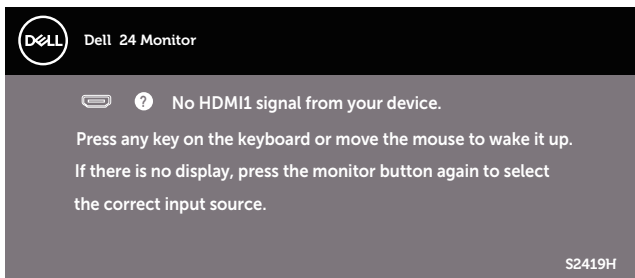 DELL
Dell 24 Monitor
? No HDMI1 signal from your device.
Press any key on the keyboard or move the mouse to wake it up.
If there is no display, press the monitor button again to select
the correct input source.
S2419H